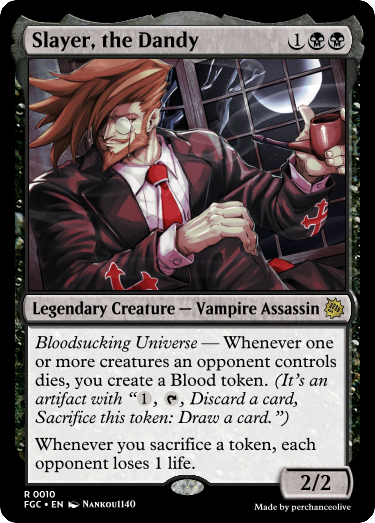 Slayer, the Dandy 1
Legendary Creature — Vampire Assassin
Bloodsucking Universe — Whenever one
or more creatures an opponent controls
dies, you create a Blood token. (It's an
artifact with “1, , Discard a card,
Sacrifice this token: Draw a card.”)
Whenever you sacrifice a token, each
opponent loses 1 life.
2/2
R 0010
FGC • EN Nankou1140
Made by perchanceolive